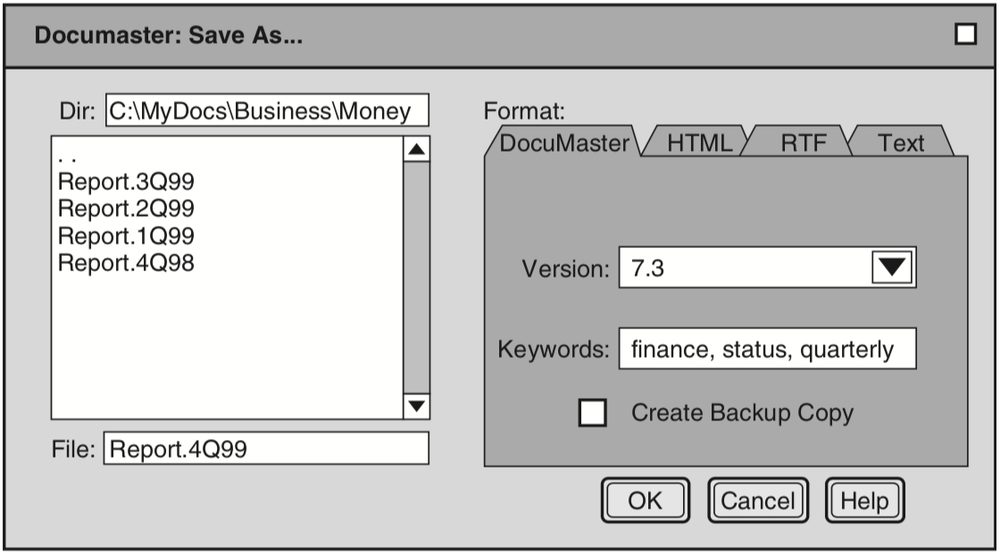 Documaster: Save As...
Dir: C:\MyDocs\Business\Money
. .
Report.3Q99
Report.2Q99
Report.1Q99
Report.4Q98
File: Report.4Q99
Format:
DocuMaster HTML RTF Text
Version: 7.3
Keywords: finance, status, quarterly
Create Backup Copy
OK Cancel Help